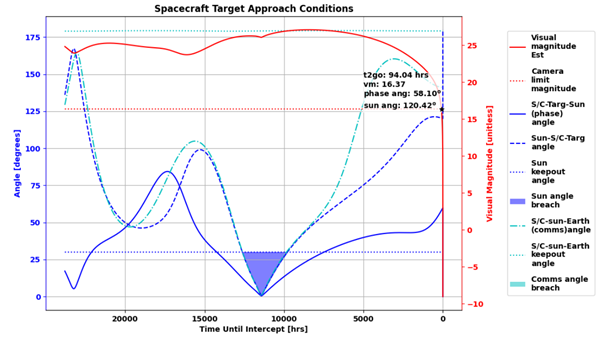 Spacecraft Target Approach Conditions
175
150
125
100
75
50
25
0
Angle [degrees]
20000
15000
10000
5000
0
Time Until Intercept [hrs]
25
20
15
10
5
0
−5
−10
Visual Magnitude [unitless]
t2go: 94.04 hrs
vm: 16.37
phase ang: 58.10°
sun ang: 120.42°
Visual
magnitude
Est
Camera
limit
magnitude
S/C-Targ-Sun
(phase)
angle
Sun-S/C-Targ
angle
Sun
keepout
angle
Sun angle
breach
S/C-sun-Earth
(comms)angle
S/C-sun-Earth
keepout
angle
Comms angle
breach